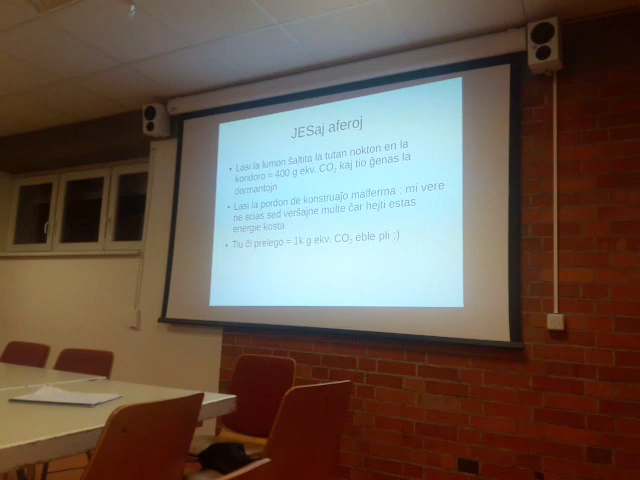 JESaj aferoj
• Lasi la lumon ŝaltita la tutan nokton en la
koridoro = 400 g ekv. CO₂ kaj tio ĝenas la
dormantojn
• Lasi la pordon de konstruaĵo malferma : mi vere
ne scias sed verŝajne multe ĉar hejti estas
energie kosta.
• Tiu ĉi prelego = 1k g ekv. CO₂ eble pli ;)